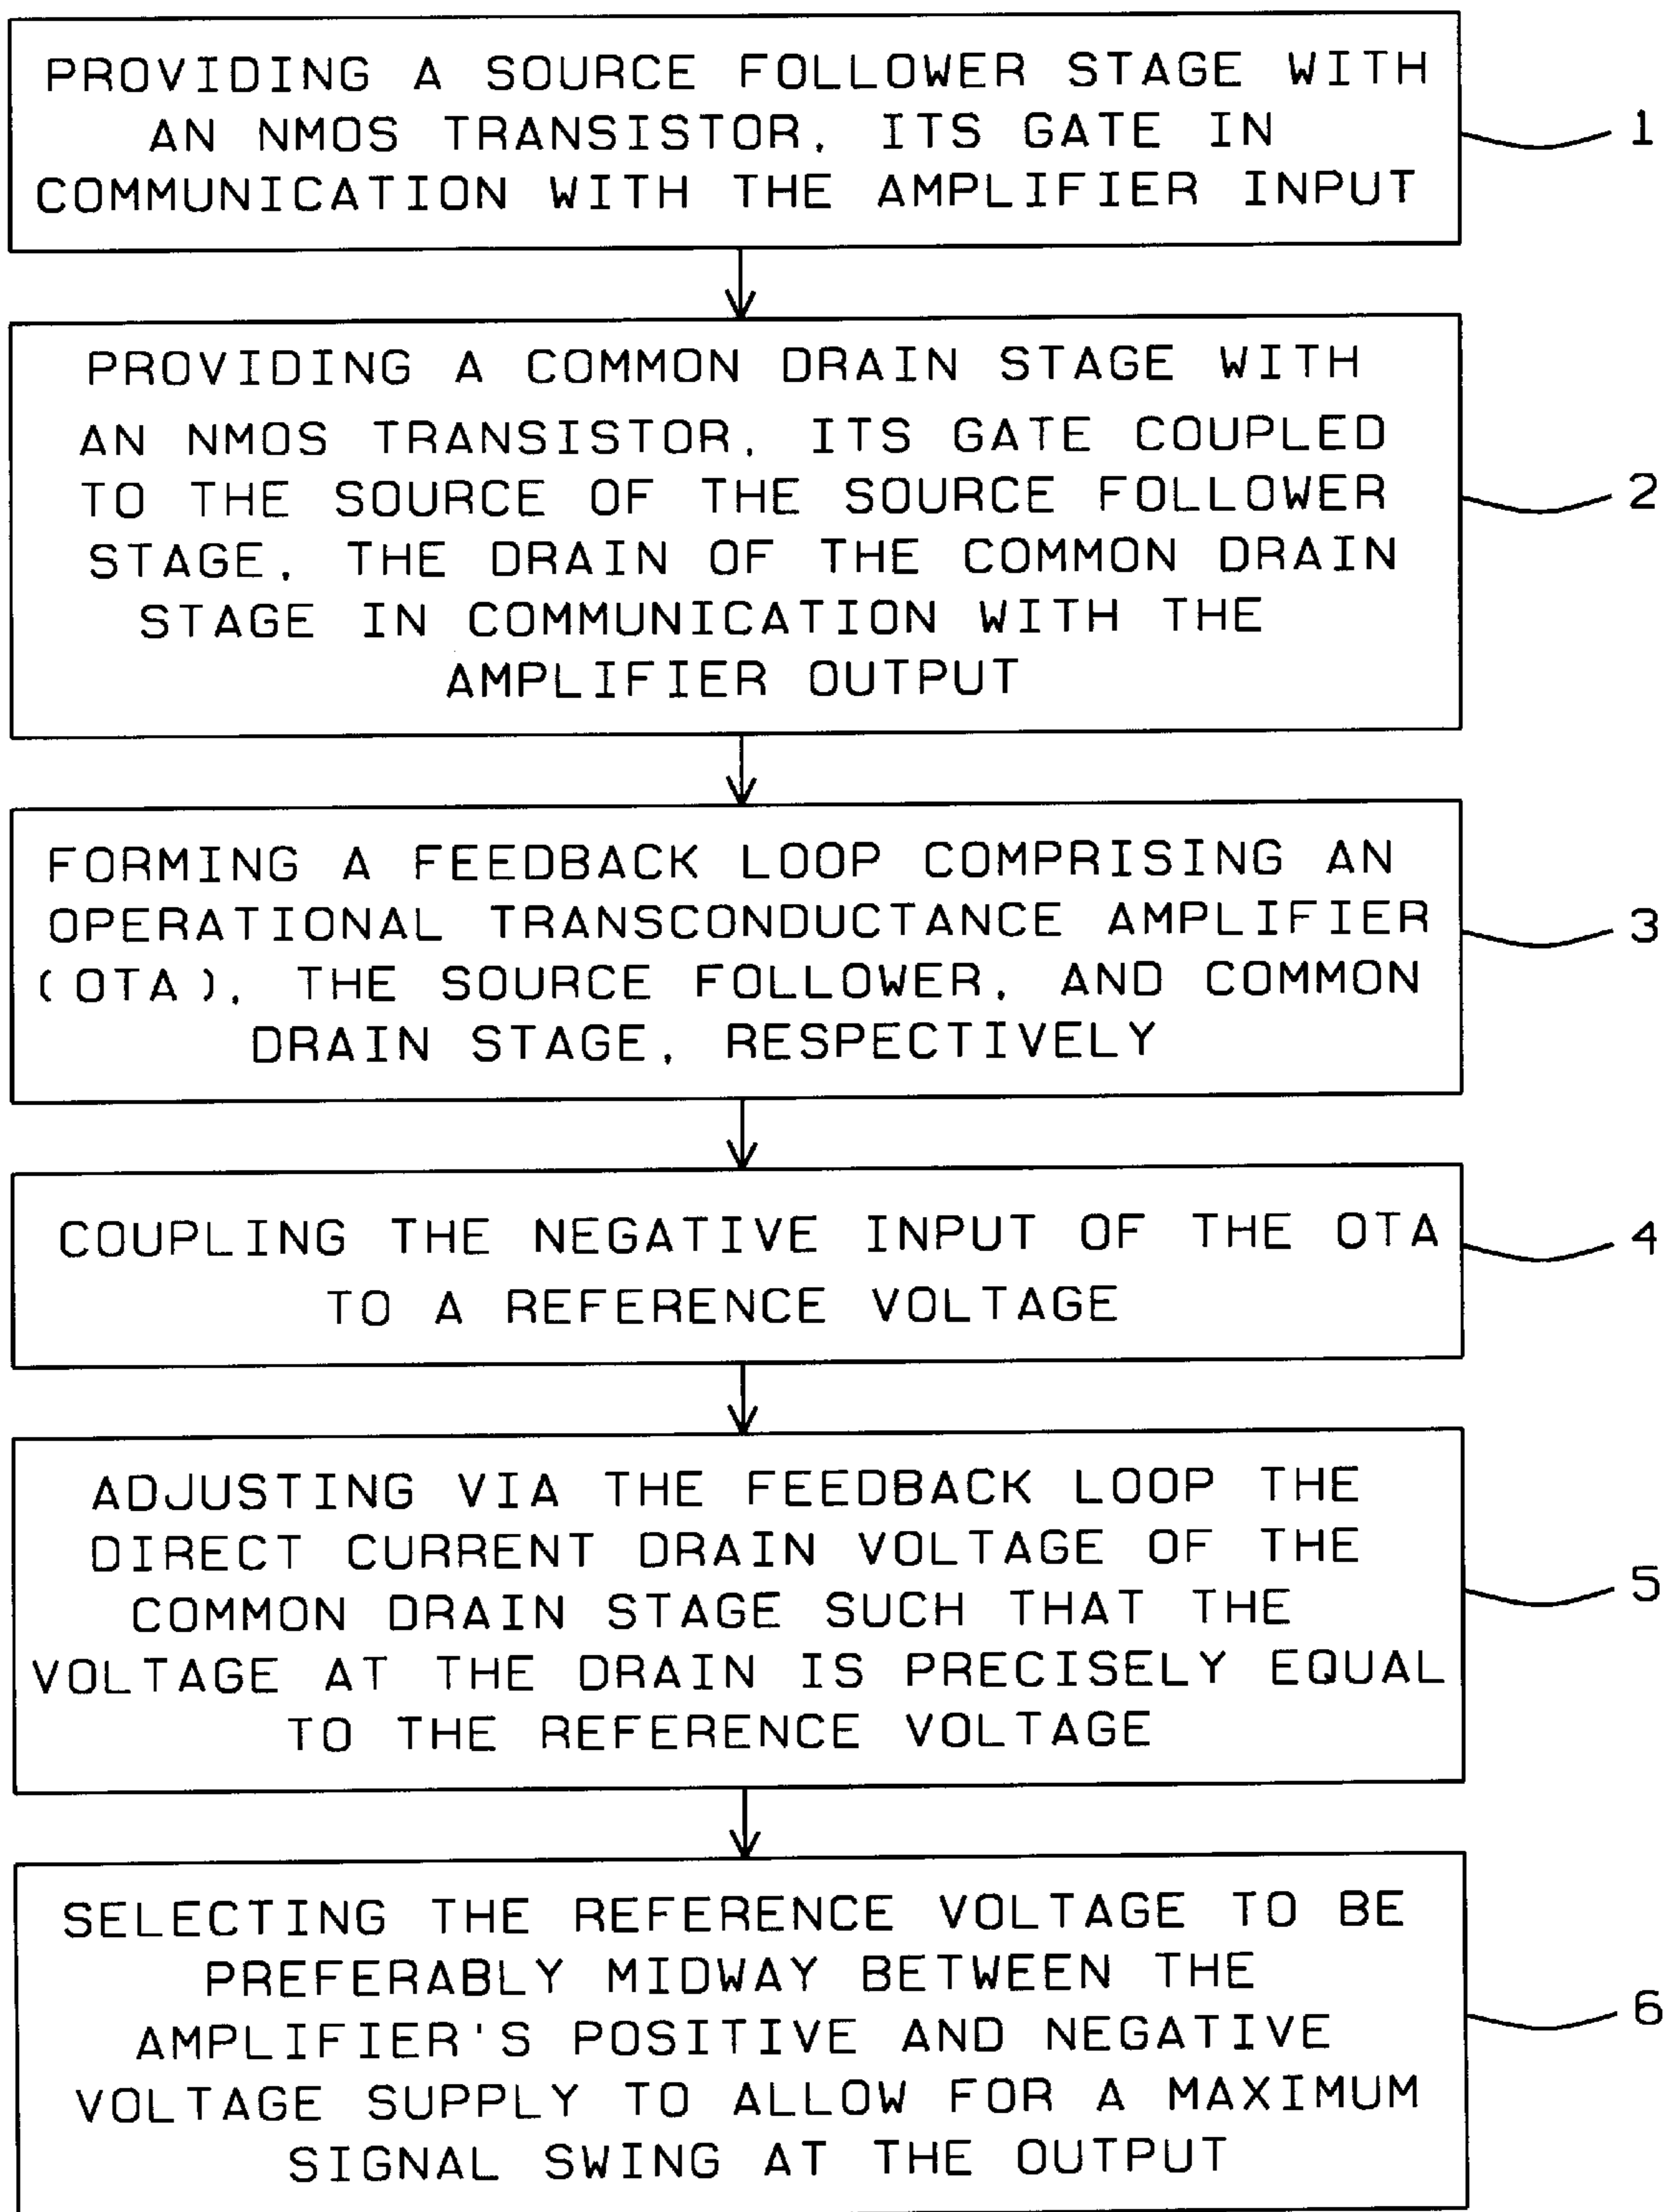 PROVIDING A SOURCE FOLLOWER STAGE WITH
AN NMOS TRANSISTOR, ITS GATE IN
COMMUNICATION WITH THE AMPLIFIER INPUT
1
PROVIDING A COMMON DRAIN STAGE WITH
AN NMOS TRANSISTOR, ITS GATE COUPLED
TO THE SOURCE OF THE SOURCE FOLLOWER
STAGE, THE DRAIN OF THE COMMON DRAIN
STAGE IN COMMUNICATION WITH THE
AMPLIFIER OUTPUT
2
FORMING A FEEDBACK LOOP COMPRISING AN
OPERATIONAL TRANSCONDUCTANCE AMPLIFIER
(OTA), THE SOURCE FOLLOWER, AND COMMON
DRAIN STAGE, RESPECTIVELY
3
COUPLING THE NEGATIVE INPUT OF THE OTA
TO A REFERENCE VOLTAGE
4
ADJUSTING VIA THE FEEDBACK LOOP THE
DIRECT CURRENT DRAIN VOLTAGE OF THE
COMMON DRAIN STAGE SUCH THAT THE
VOLTAGE AT THE DRAIN IS PRECISELY EQUAL
TO THE REFERENCE VOLTAGE
5
SELECTING THE REFERENCE VOLTAGE TO BE
PREFERABLY MIDWAY BETWEEN THE
AMPLIFIER'S POSITIVE AND NEGATIVE
VOLTAGE SUPPLY TO ALLOW FOR A MAXIMUM
SIGNAL SWING AT THE OUTPUT
6